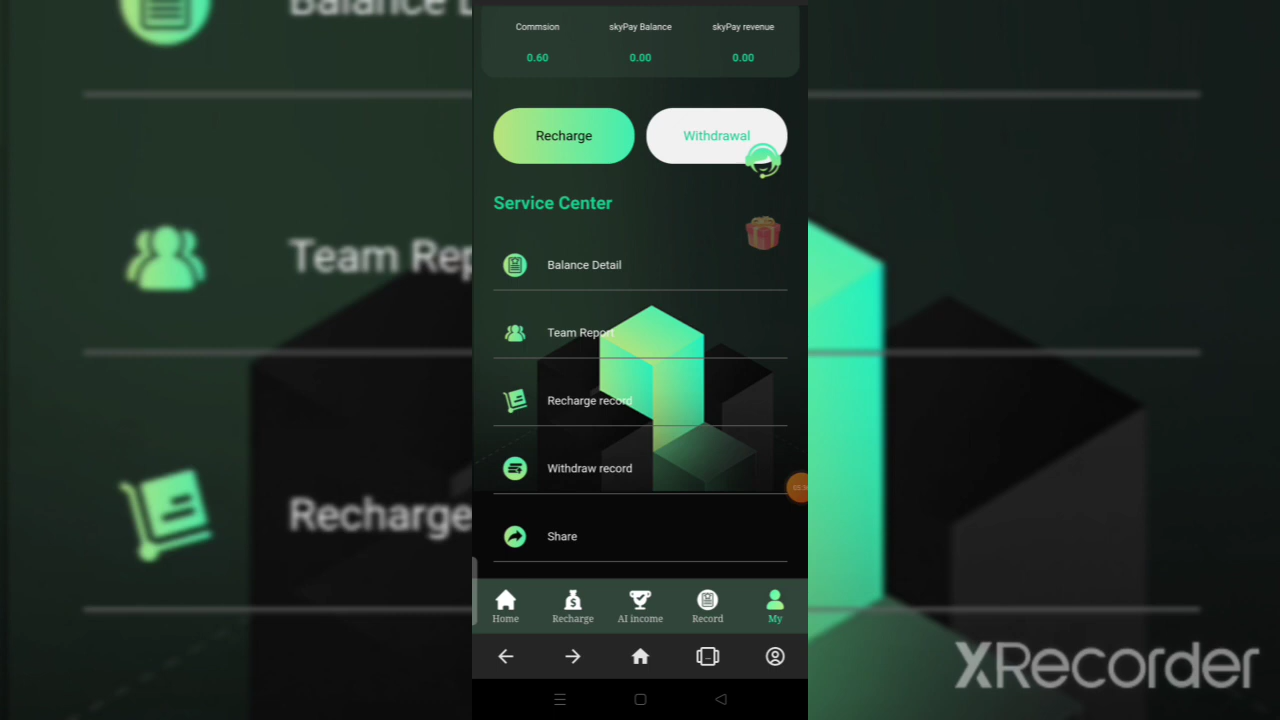 Commsion skyPay Balance skyPay revenue
0.60 0.00 0.00
Recharge Withdrawal
Service Center
Balance Detail
Team Report
Recharge record
Withdraw record
Share
Home Recharge AI income Record My
Team Rep
Recharge
XRecorder